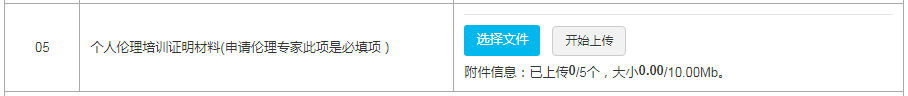 05
个人伦理培训证明材料(申请伦理专家此项是必填项）
选择文件 开始上传
附件信息：已上传0/5个，大小0.00/10.00Mb。